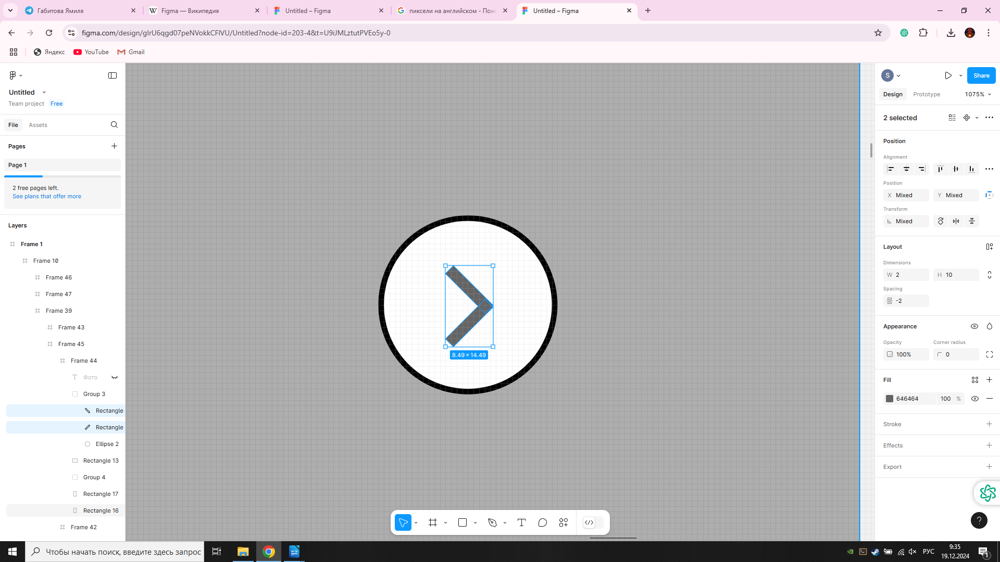 Габитова Ямиля
Figma — Википедия
Untitled – Figma
пиксели на английском - Поис
Untitled – Figma
figma.com/design/gIrU6qgd07peNVokkCFIVU/Untitled?node-id=203-4&t=U9iJMLztutPVEo5y-0
Яндекс
YouTube
Gmail
Untitled
Team project
Free
File
Assets
Pages
Page 1
2 free pages left.
See plans that offer more
Layers
Frame 1
Frame 10
Frame 46
Frame 47
Frame 39
Frame 43
Frame 45
Frame 44
Фото
Group 3
Rectangle
Rectangle
Ellipse 2
Rectangle 13
Group 4
Rectangle 17
Rectangle 16
Frame 42
8.49 × 14.49
S
Share
Design
Prototype
1075%
2 selected
Position
Alignment
Position
X Mixed
Y Mixed
Transform
Mixed
Layout
Dimensions
W 2
H 10
Spacing
-2
Appearance
Opacity
Corner radius
100%
0
Fill
646464
100 %
Stroke
Effects
Export
?
Чтобы начать поиск, введите здесь запрос
РУС
9:35
19.12.2024
1